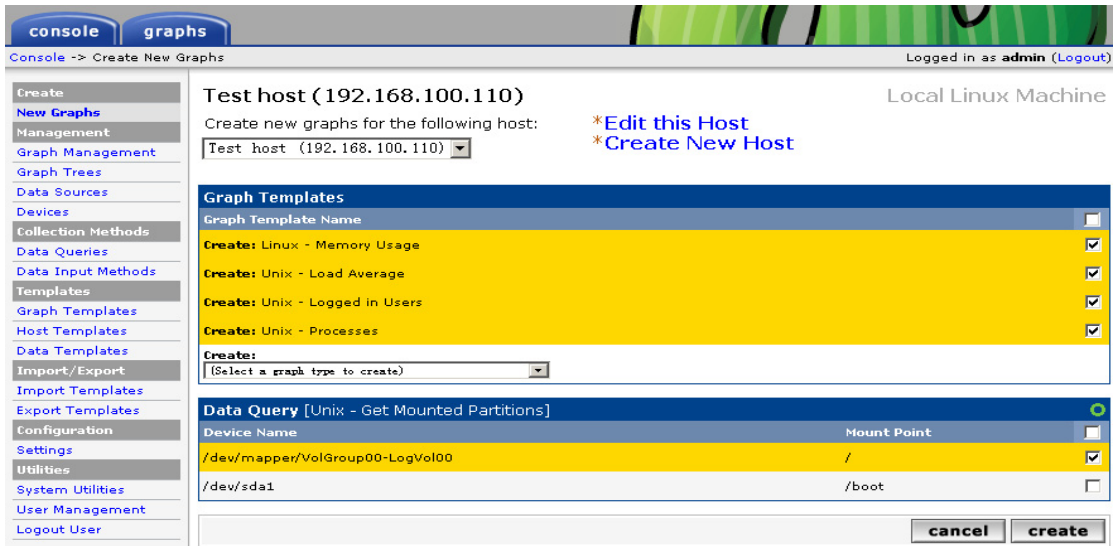 console graphs
Console -> Create New Graphs
Logged in as admin (Logout)
Create
New Graphs
Management
Graph Management
Graph Trees
Data Sources
Devices
Collection Methods
Data Queries
Data Input Methods
Templates
Graph Templates
Host Templates
Data Templates
Import/Export
Import Templates
Export Templates
Configuration
Settings
Utilities
System Utilities
User Management
Logout User
Test host (192.168.100.110)
Local Linux Machine
Create new graphs for the following host:
Test host (192.168.100.110)
*Edit this Host
*Create New Host
Graph Templates
Graph Template Name
Create: Linux - Memory Usage
Create: Unix - Load Average
Create: Unix - Logged in Users
Create: Unix - Processes
Create:
(Select a graph type to create)
Data Query [Unix - Get Mounted Partitions]
Device Name Mount Point
/dev/mapper/VolGroup00-LogVol00 /
/dev/sda1 /boot
cancel create